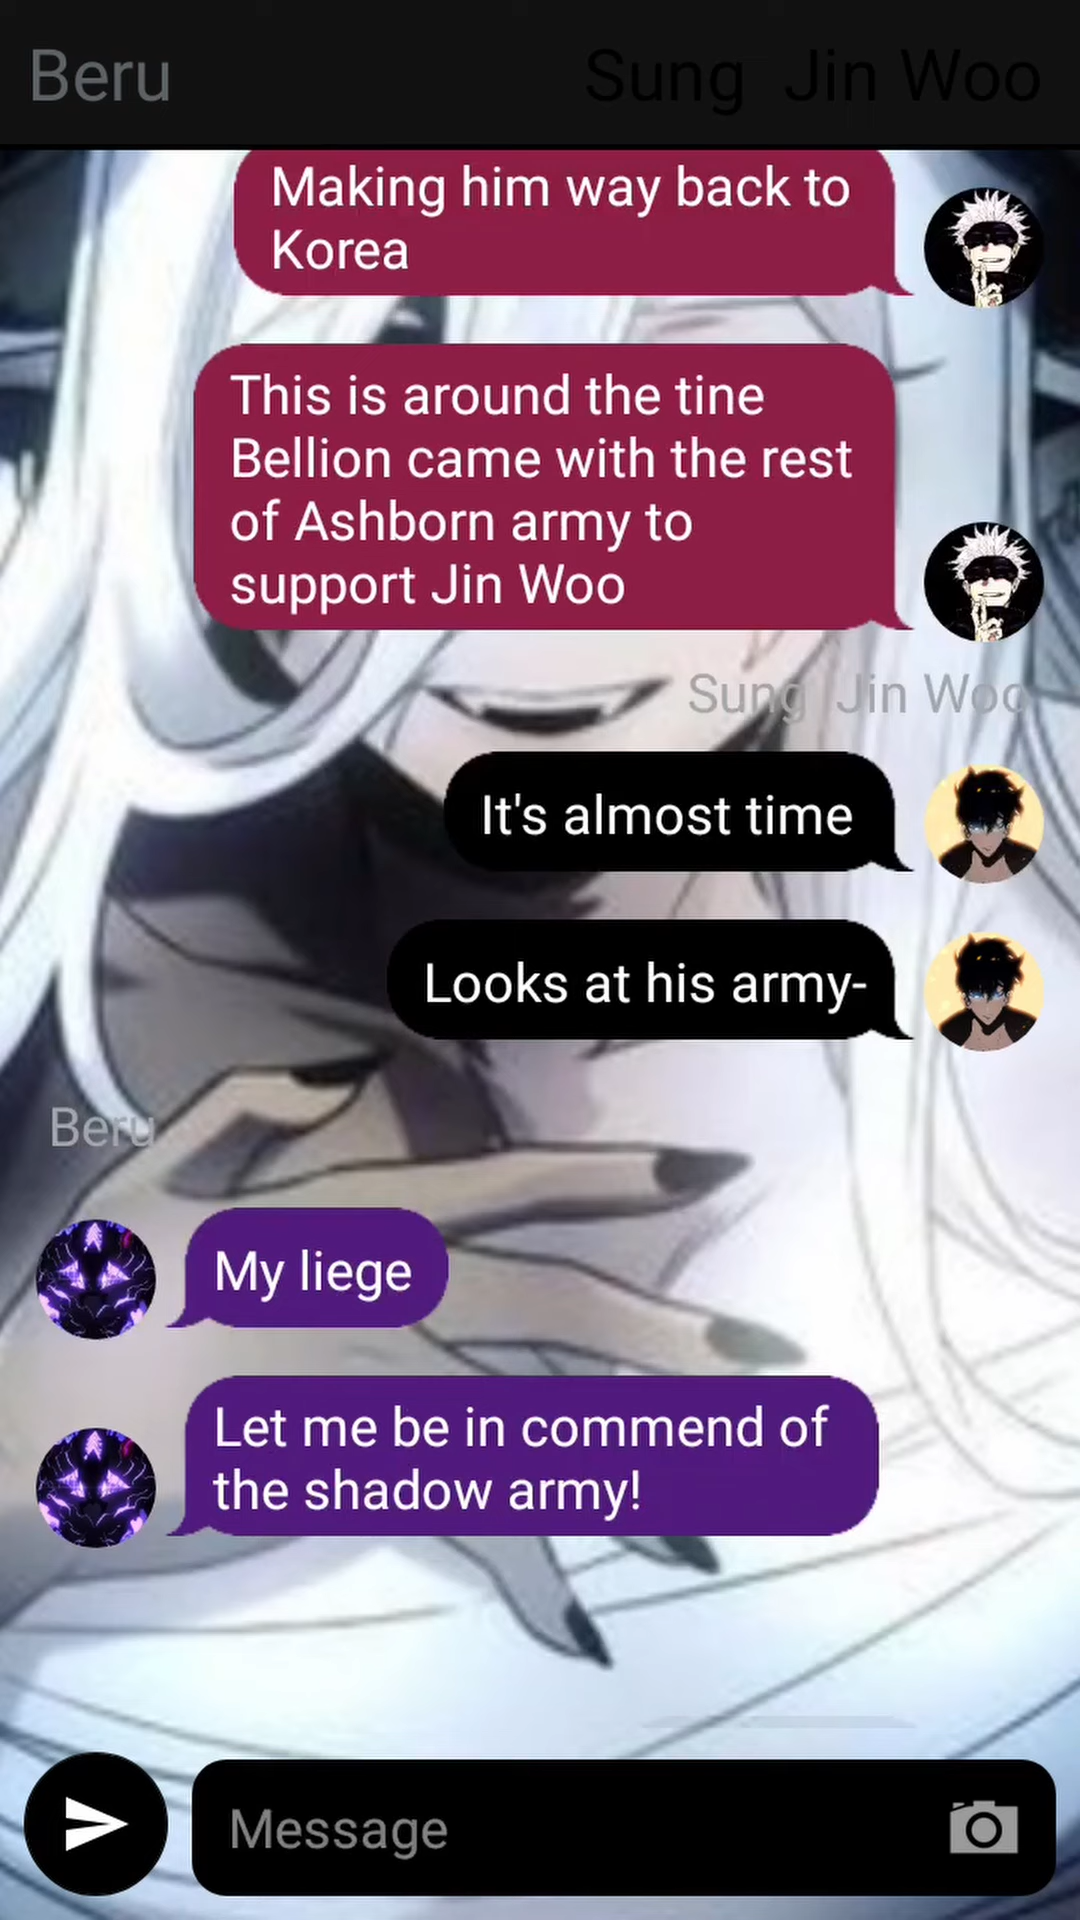 Beru
Sung Jin Woo
Making him way back to
Korea
This is around the tine
Bellion came with the rest
of Ashborn army to
support Jin Woo
Sung Jin Woo
It's almost time
Looks at his army-
Beru
My liege
Let me be in commend of
the shadow army!
Message